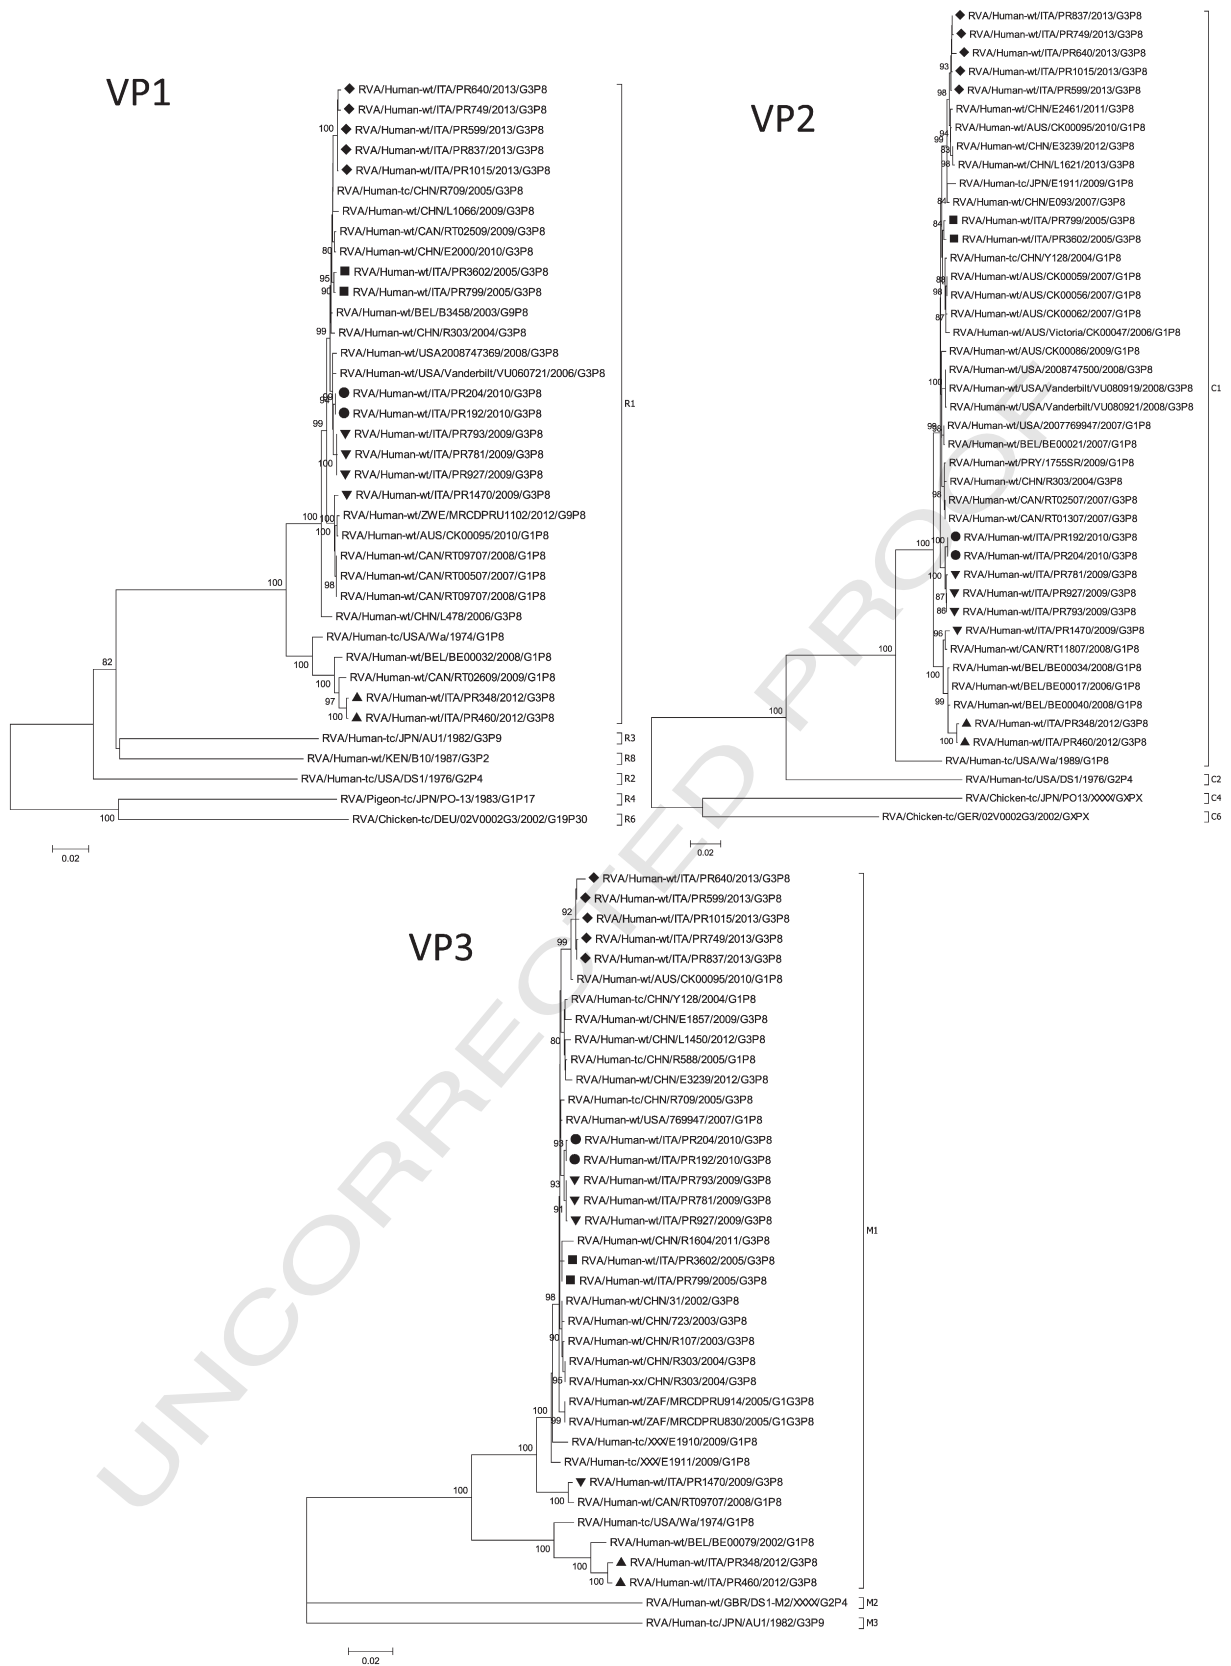 VP1
RVA/Human-wt/ITA/PR640/2013/G3P8
RVA/Human-wt/ITA/PR749/2013/G3P8
100
RVA/Human-wt/ITA/PR599/2013/G3P8
RVA/Human-wt/ITA/PR837/2013/G3P8
RVA/Human-wt/ITA/PR1015/2013/G3P8
RVA/Human-tc/CHN/R709/2005/G3P8
RVA/Human-wt/CHN/L1066/2009/G3P8
RVA/Human-wt/CAN/RT02509/2009/G3P8
80
RVA/Human-wt/CHN/E2000/2010/G3P8
95
RVA/Human-wt/ITA/PR3602/2005/G3P8
90
RVA/Human-wt/ITA/PR799/2005/G3P8
RVA/Human-wt/BEL/B3458/2003/G9P8
99
RVA/Human-wt/CHN/R303/2004/G3P8
RVA/Human-wt/USA2008747369/2008/G3P8
RVA/Human-wt/USA/Vanderbilt/VU060721/2006/G3P8
RVA/Human-wt/ITA/PR204/2010/G3P8
R1
RVA/Human-wt/ITA/PR192/2010/G3P8
99
RVA/Human-wt/ITA/PR793/2009/G3P8
RVA/Human-wt/ITA/PR781/2009/G3P8
100
RVA/Human-wt/ITA/PR927/2009/G3P8
RVA/Human-wt/ITA/PR1470/2009/G3P8
100
100
RVA/Human-wt/ZWE/MRCDPRU1102/2012/G9P8
100
RVA/Human-wt/AUS/CK00095/2010/G1P8
RVA/Human-wt/CAN/RT09707/2008/G1P8
100
RVA/Human-wt/CAN/RT00507/2007/G1P8
98
RVA/Human-wt/CAN/RT09707/2008/G1P8
RVA/Human-wt/CHN/L478/2006/G3P8
RVA/Human-tc/USA/Wa/1974/G1P8
100
RVA/Human-wt/BEL/BE00032/2008/G1P8
82
100
RVA/Human-wt/CAN/RT02609/2009/G1P8
97
RVA/Human-wt/ITA/PR348/2012/G3P8
100
RVA/Human-wt/ITA/PR460/2012/G3P8
RVA/Human-tc/JPN/AU1/1982/G3P9
R3
RVA/Human-wt/KEN/B10/1987/G3P2
R8
RVA/Human-tc/USA/DS1/1976/G2P4
R2
RVA/Pigeon-tc/JPN/PO-13/1983/G1P17
R4
100
RVA/Chicken-tc/DEU/02V0002G3/2002/G19P30
R6
0.02
VP2
RVA/Human-wt/ITA/PR837/2013/G3P8
RVA/Human-wt/ITA/PR749/2013/G3P8
RVA/Human-wt/ITA/PR640/2013/G3P8
93
RVA/Human-wt/ITA/PR1015/2013/G3P8
98
RVA/Human-wt/ITA/PR599/2013/G3P8
RVA/Human-wt/CHN/E2461/2011/G3P8
94
RVA/Human-wt/AUS/CK00095/2010/G1P8
99
RVA/Human-wt/CHN/E3239/2012/G3P8
98
RVA/Human-wt/CHN/L1621/2013/G3P8
RVA/Human-tc/JPN/E1911/2009/G1P8
84
RVA/Human-wt/CHN/E093/2007/G3P8
84
RVA/Human-wt/ITA/PR799/2005/G3P8
RVA/Human-wt/ITA/PR3602/2005/G3P8
RVA/Human-tc/CHN/Y128/2004/G1P8
RVA/Human-wt/AUS/CK00059/2007/G1P8
98
RVA/Human-wt/AUS/CK00056/2007/G1P8
87
RVA/Human-wt/AUS/CK00062/2007/G1P8
RVA/Human-wt/AUS/Victoria/CK00047/2006/G1P8
RVA/Human-wt/AUS/CK00086/2009/G1P8
RVA/Human-wt/USA/2008747500/2008/G3P8
100
RVA/Human-wt/USA/Vanderbilt/VU080919/2008/G3P8
C1
RVA/Human-wt/USA/Vanderbilt/VU080921/2008/G3P8
RVA/Human-wt/USA/2007769947/2007/G1P8
RVA/Human-wt/BEL/BE00021/2007/G1P8
RVA/Human-wt/PRY/1755SR/2009/G1P8
RVA/Human-wt/CHN/R303/2004/G3P8
98
RVA/Human-wt/CAN/RT02507/2007/G3P8
RVA/Human-wt/CAN/RT01307/2007/G3P8
100
RVA/Human-wt/ITA/PR192/2010/G3P8
100
RVA/Human-wt/ITA/PR204/2010/G3P8
100
RVA/Human-wt/ITA/PR781/2009/G3P8
87
RVA/Human-wt/ITA/PR927/2009/G3P8
86
RVA/Human-wt/ITA/PR793/2009/G3P8
96
RVA/Human-wt/ITA/PR1470/2009/G3P8
100
RVA/Human-wt/CAN/RT11807/2008/G1P8
100
RVA/Human-wt/BEL/BE00034/2008/G1P8
RVA/Human-wt/BEL/BE00017/2006/G1P8
99
RVA/Human-wt/BEL/BE00040/2008/G1P8
100
RVA/Human-wt/ITA/PR348/2012/G3P8
100
RVA/Human-wt/ITA/PR460/2012/G3P8
RVA/Human-tc/USA/Wa/1989/G1P8
RVA/Human-tc/USA/DS1/1976/G2P4
C2
RVA/Chicken-tc/JPN/PO13/XXXX/GXPX
C4
RVA/Chicken-tc/GER/02V0002G3/2002/GXPX
C6
0.02
VP3
RVA/Human-wt/ITA/PR640/2013/G3P8
RVA/Human-wt/ITA/PR599/2013/G3P8
92
RVA/Human-wt/ITA/PR1015/2013/G3P8
99
RVA/Human-wt/ITA/PR749/2013/G3P8
RVA/Human-wt/ITA/PR837/2013/G3P8
RVA/Human-wt/AUS/CK00095/2010/G1P8
RVA/Human-tc/CHN/Y128/2004/G1P8
RVA/Human-wt/CHN/E1857/2009/G3P8
80
RVA/Human-wt/CHN/L1450/2012/G3P8
RVA/Human-tc/CHN/R588/2005/G1P8
RVA/Human-wt/CHN/E3239/2012/G3P8
RVA/Human-tc/CHN/R709/2005/G3P8
RVA/Human-wt/USA/769947/2007/G1P8
93
RVA/Human-wt/ITA/PR204/2010/G3P8
RVA/Human-wt/ITA/PR192/2010/G3P8
93
RVA/Human-wt/ITA/PR793/2009/G3P8
RVA/Human-wt/ITA/PR781/2009/G3P8
91
RVA/Human-wt/ITA/PR927/2009/G3P8
M1
RVA/Human-wt/CHN/R1604/2011/G3P8
RVA/Human-wt/ITA/PR3602/2005/G3P8
RVA/Human-wt/ITA/PR799/2005/G3P8
98
RVA/Human-wt/CHN/31/2002/G3P8
RVA/Human-wt/CHN/723/2003/G3P8
90
RVA/Human-wt/CHN/R107/2003/G3P8
RVA/Human-wt/CHN/R303/2004/G3P8
96
RVA/Human-xx/CHN/R303/2004/G3P8
RVA/Human-wt/ZAF/MRCDPRU914/2005/G1G3P8
100
99
RVA/Human-wt/ZAF/MRCDPRU830/2005/G1G3P8
RVA/Human-tc/XXX/E1910/2009/G1P8
100
RVA/Human-tc/XXX/E1911/2009/G1P8
RVA/Human-wt/ITA/PR1470/2009/G3P8
100
100
RVA/Human-wt/CAN/RT09707/2008/G1P8
RVA/Human-tc/USA/Wa/1974/G1P8
100
RVA/Human-wt/BEL/BE00079/2002/G1P8
100
RVA/Human-wt/ITA/PR348/2012/G3P8
100
RVA/Human-wt/ITA/PR460/2012/G3P8
RVA/Human-wt/GBR/DS1-M2/XXXX/G2P4
M2
RVA/Human-tc/JPN/AU1/1982/G3P9
M3
0.02
UNCORRECTED PROOF